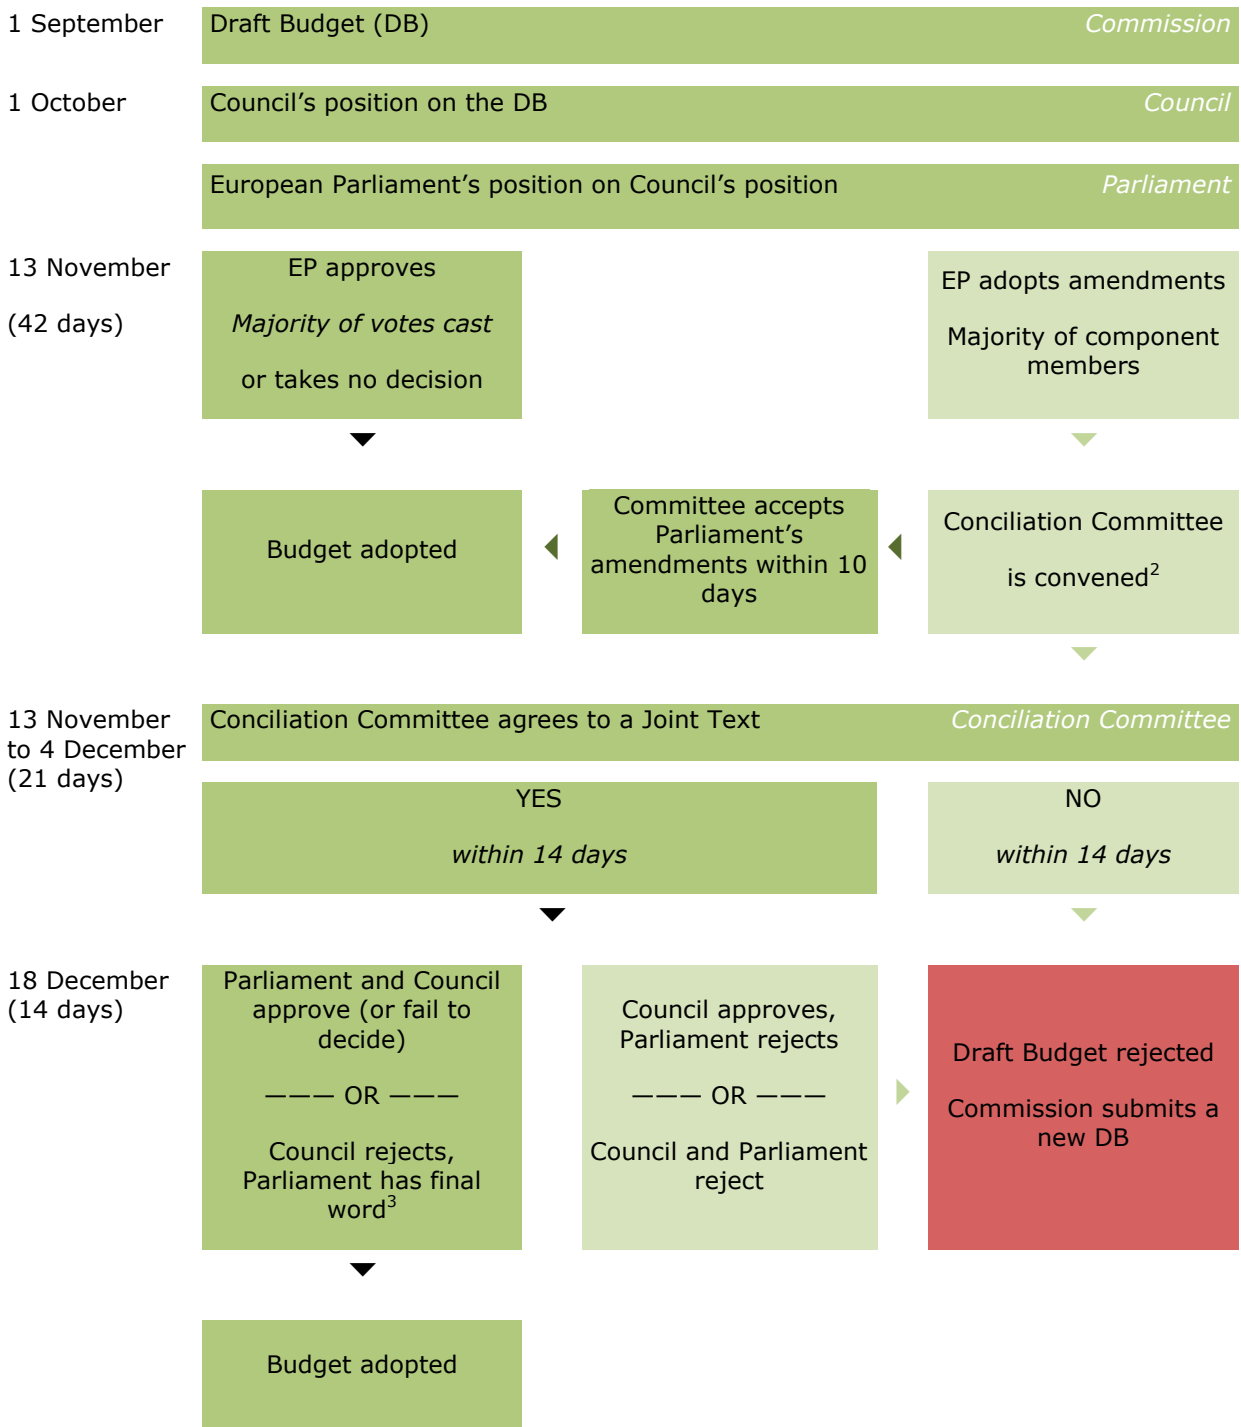 1 September
Draft Budget (DB)
Commission
1 October
Council’s position on the DB
Council
European Parliament’s position on Council’s position
Parliament
13 November
(42 days)
EP approves
Majority of votes cast
or takes no decision
EP adopts amendments
Majority of component
members
Budget adopted
Committee accepts
Parliament’s
amendments within 10
days
Conciliation Committee
is convened2
13 November
to 4 December
(21 days)
Conciliation Committee agrees to a Joint Text
Conciliation Committee
YES
within 14 days
NO
within 14 days
18 December
(14 days)
Parliament and Council
approve (or fail to
decide)
——— OR ———
Council rejects,
Parliament has final
word3
Council approves,
Parliament rejects
——— OR ———
Council and Parliament
reject
Draft Budget rejected
Commission submits a
new DB
Budget adopted